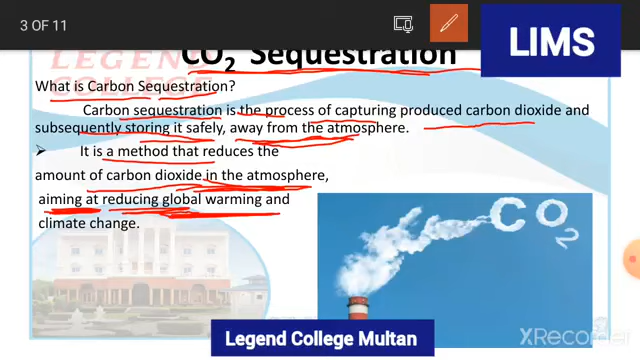 3 OF 11
LIMS
CO2 Sequestration
LEGEND
COLLEGE
What is Carbon Sequestration?
Carbon sequestration is the process of capturing produced carbon dioxide and
subsequently storing it safely, away from the atmosphere.
➤ It is a method that reduces the
amount of carbon dioxide in the atmosphere,
aiming at reducing global warming and
climate change.
CO2
Legend College Multan
XRecorder